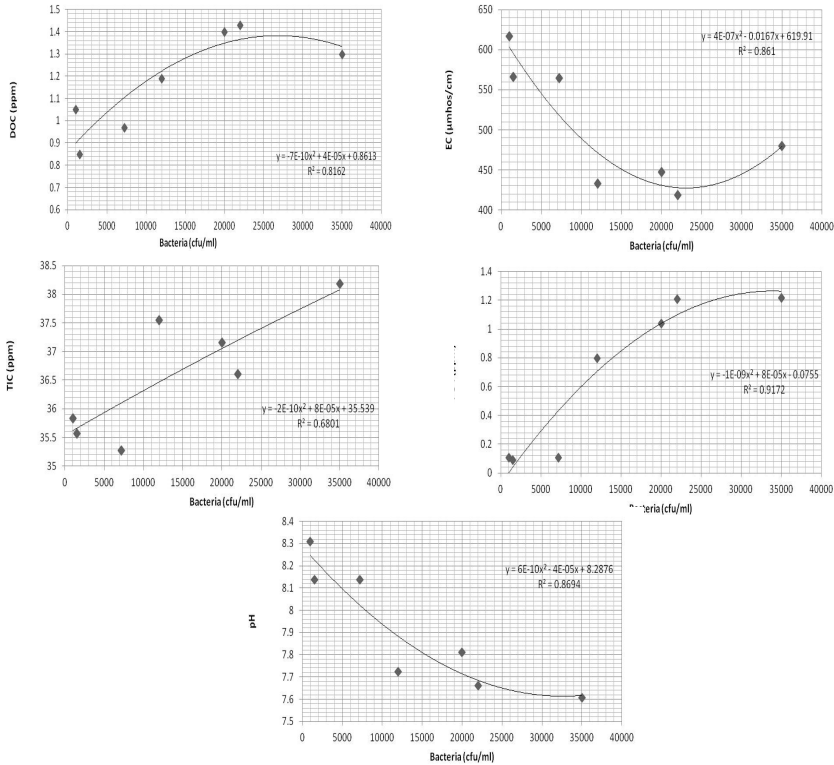 1.5
1.4
1.3
1.2
1.1
1
0.9
0.8
0.7
0.6
DOC (ppm)
y = -7E-10x² + 4E-05x + 0.8613
R² = 0.8162
0 5000 10000 15000 20000 25000 30000 35000 40000
Bacteria (cfu/ml)
650
600
550
500
450
400
EC (µmhos/cm)
y = 4E-07x² - 0.0167x + 619.91
R² = 0.861
0 5000 10000 15000 20000 25000 30000 35000 40000
Bacteria (cfu/ml)
38.5
38
37.5
37
36.5
36
35.5
35
TIC (ppm)
y = -2E-10x² + 8E-05x + 35.539
R² = 0.6801
0 5000 10000 15000 20000 25000 30000 35000 40000
Bacteria (cfu/ml)
1.4
1.2
1
0.8
0.6
0.4
0.2
0
y = -1E-09x² + 8E-05x - 0.0755
R² = 0.9172
0 5000 10000 15000 20000 25000 30000 35000 40000
(cfu/ml)
8.4
8.3
8.2
8.1
8
7.9
7.8
7.7
7.6
7.5
pH
y = 6E-10x² - 4E-05x + 8.2876
R² = 0.8694
0 5000 10000 15000 20000 25000 30000 35000 40000
Bacteria (cfu/ml)